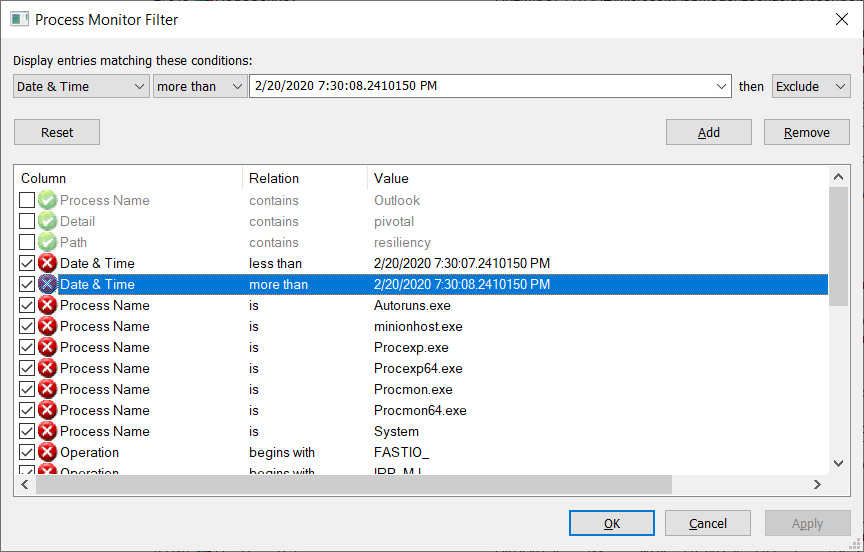 Process Monitor Filter
Display entries matching these conditions:
Date & Time more than 2/20/2020 7:30:08.2410150 PM then Exclude
Reset Add Remove
Column Relation Value
Process Name contains Outlook
Detail contains pivotal
Path contains resiliency
Date & Time less than 2/20/2020 7:30:07.2410150 PM
Date & Time more than 2/20/2020 7:30:08.2410150 PM
Process Name is Autoruns.exe
Process Name is minionhost.exe
Process Name is Procexp.exe
Process Name is Procexp64.exe
Process Name is Procmon.exe
Process Name is Procmon64.exe
Process Name is System
Operation begins with FASTIO_
Operation begins with IRP_MJ_
OK Cancel Apply